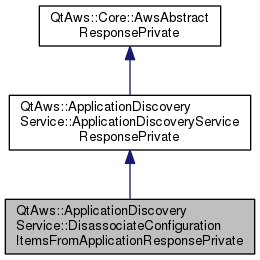 QtAws::Core::AwsAbstract
ResponsePrivate
QtAws::ApplicationDiscovery
Service::ApplicationDiscoveryService
ResponsePrivate
QtAws::ApplicationDiscovery
Service::DisassociateConfiguration
ItemsFromApplicationResponsePrivate